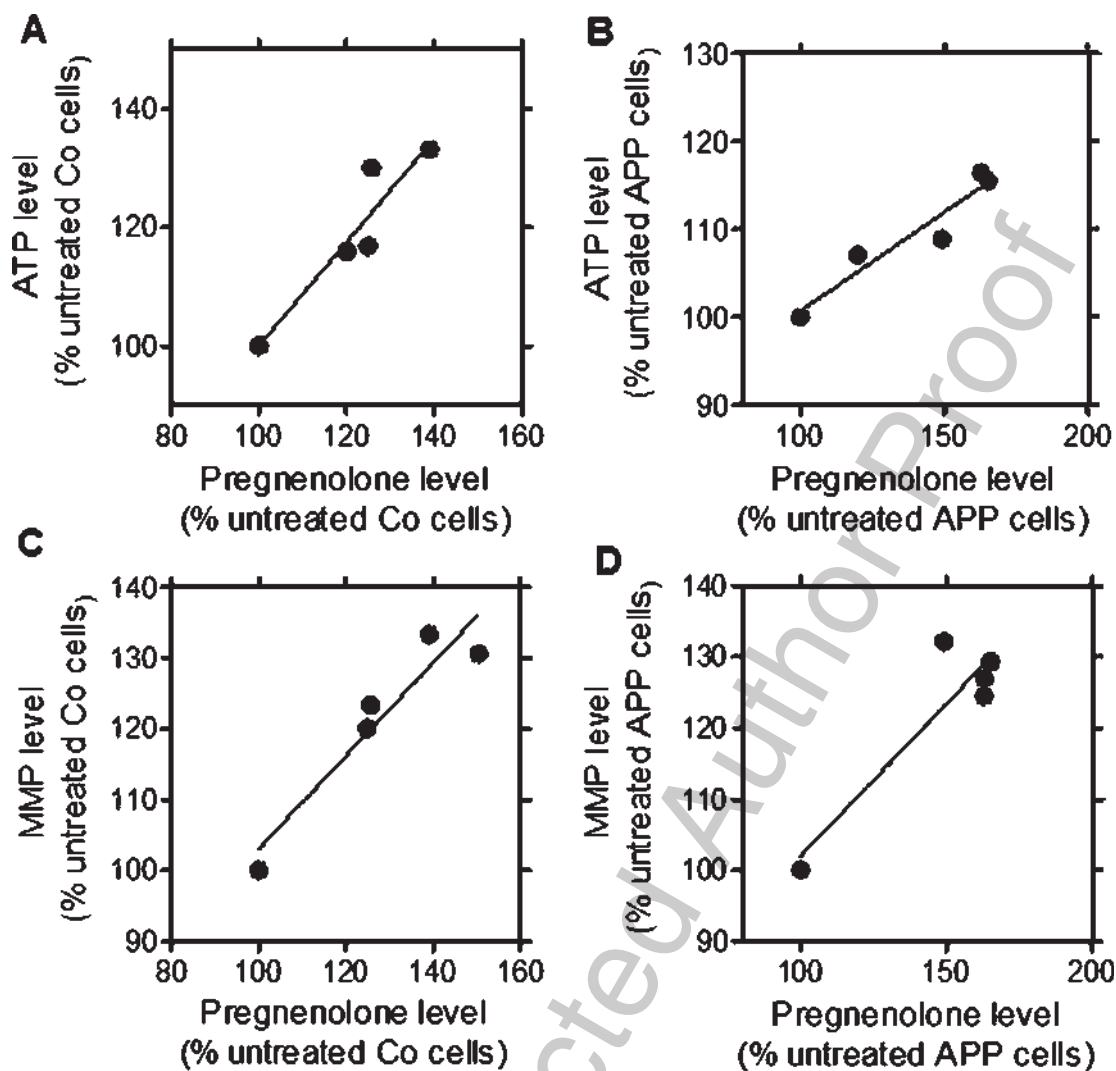 A
ATP level
(% untreated Co cells)
140
120
100
80 100 120 140 160
Pregnenolone level
(% untreated Co cells)
B
ATP level
(% untreated APP cells)
130
120
110
100
90
100 150 200
Pregnenolone level
(% untreated APP cells)
C
MMP level
(% untreated Co cells)
140
130
120
110
100
90
80 100 120 140 160
Pregnenolone level
(% untreated Co cells)
D
MMP level
(% untreated APP cells)
140
130
120
110
100
90
100 150 200
Pregnenolone level
(% untreated APP cells)
cted Author Proof